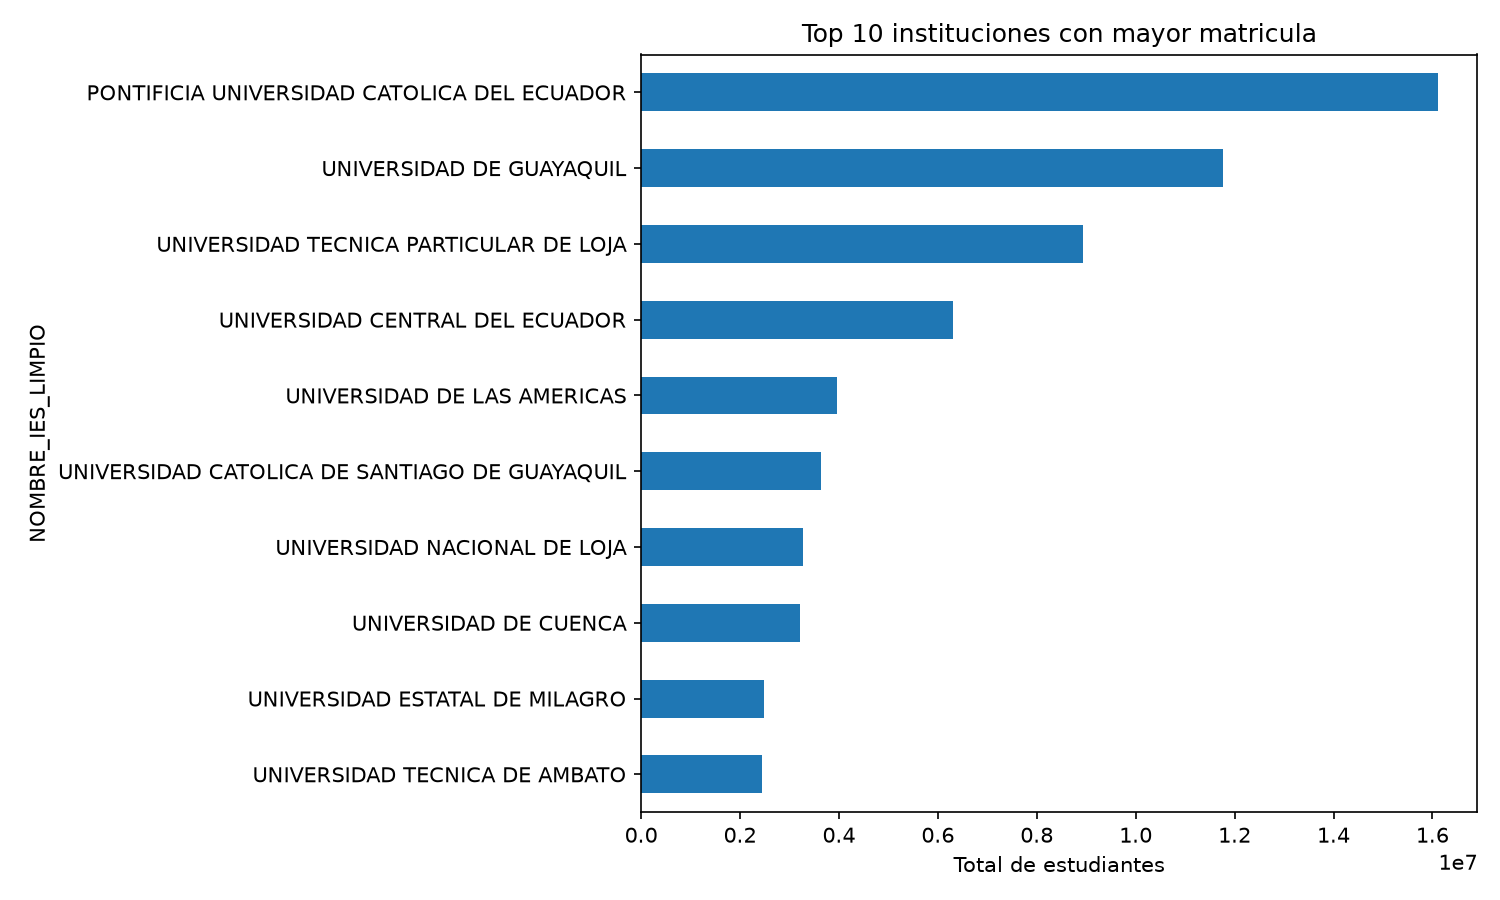 Top 10 instituciones con mayor matricula
NOMBRE_IES_LIMPIO
PONTIFICIA UNIVERSIDAD CATOLICA DEL ECUADOR
UNIVERSIDAD DE GUAYAQUIL
UNIVERSIDAD TECNICA PARTICULAR DE LOJA
UNIVERSIDAD CENTRAL DEL ECUADOR
UNIVERSIDAD DE LAS AMERICAS
UNIVERSIDAD CATOLICA DE SANTIAGO DE GUAYAQUIL
UNIVERSIDAD NACIONAL DE LOJA
UNIVERSIDAD DE CUENCA
UNIVERSIDAD ESTATAL DE MILAGRO
UNIVERSIDAD TECNICA DE AMBATO
0.0 0.2 0.4 0.6 0.8 1.0 1.2 1.4 1.6
1e7
Total de estudiantes